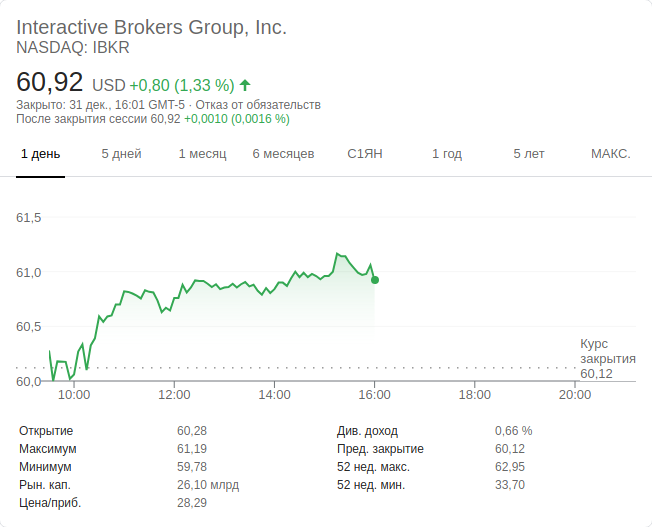 Interactive Brokers Group, Inc.
NASDAQ: IBKR
60,92 USD +0,80 (1,33 %)
Закрыто: 31 дек., 16:01 GMT-5 · Отказ от обязательств
После закрытия сессии 60,92 +0,0010 (0,0016 %)
1 день 5 дней 1 месяц 6 месяцев С1ЯН 1 год 5 лет МАКС.
61,5
61,0
60,5
Курс
закрытия
60,12
60,0
10:00 12:00 14:00 16:00 18:00 20:00
Открытие 60,28 Див. доход 0,66 %
Максимум 61,19 Пред. закрытие 60,12
Минимум 59,78 52 нед. макс. 62,95
Рын. кап. 26,10 млрд 52 нед. мин. 33,70
Цена/приб. 28,29